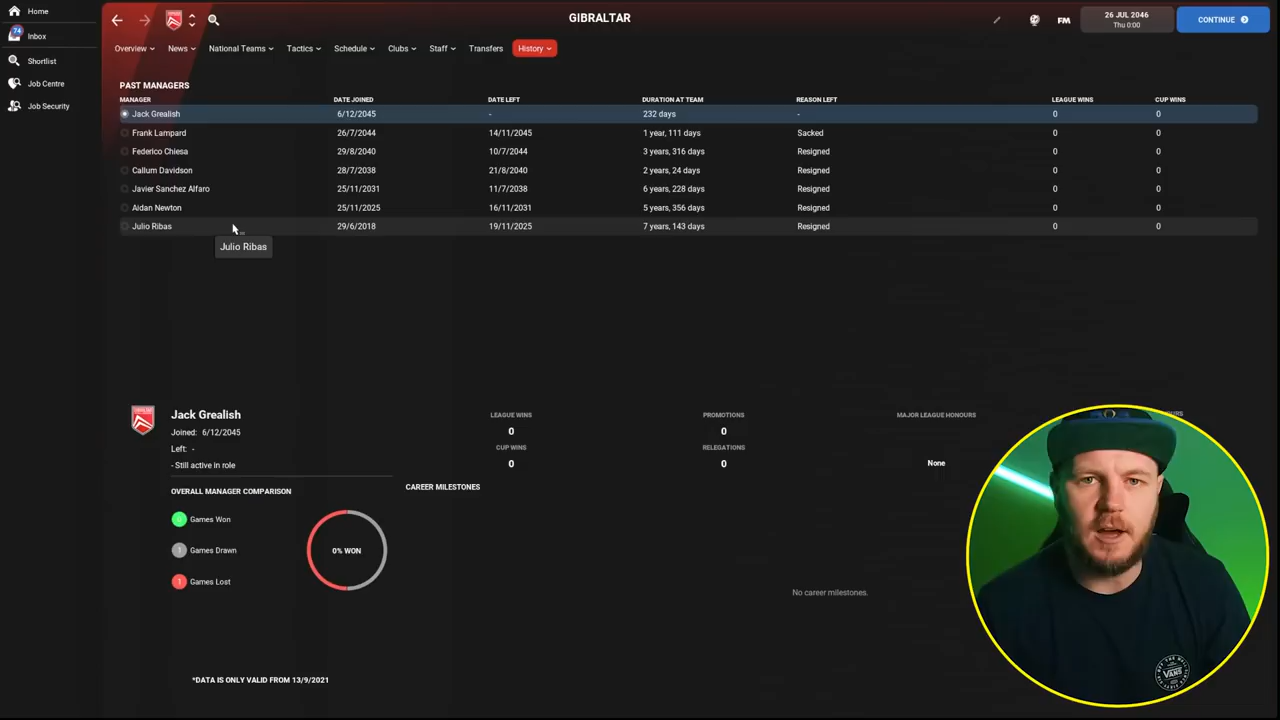 Home
GIBRALTAR
26 JUL 2046
Thu 0:00
CONTINUE
FM
74
Inbox
Shortlist
Job Centre
Job Security
Overview News National Teams Tactics Schedule Clubs Staff Transfers History
PAST MANAGERS
MANAGER DATE JOINED DATE LEFT DURATION AT TEAM REASON LEFT LEAGUE WINS CUP WINS
Jack Grealish 6/12/2045 - 232 days - 0 0
Frank Lampard 26/7/2044 14/11/2045 1 year, 111 days Sacked 0 0
Federico Chiesa 29/8/2040 10/7/2044 3 years, 316 days Resigned 0 0
Callum Davidson 28/7/2038 21/8/2040 2 years, 24 days Resigned 0 0
Javier Sanchez Alfaro 25/11/2031 11/7/2038 6 years, 228 days Resigned 0 0
Aidan Newton 25/11/2025 16/11/2031 5 years, 356 days Resigned 0 0
Julio Ribas 29/6/2018 19/11/2025 7 years, 143 days Resigned 0 0
Julio Ribas
Jack Grealish
Joined: 6/12/2045
Left: -
- Still active in role
LEAGUE WINS PROMOTIONS MAJOR LEAGUE HONOURS
0 0
CUP WINS RELEGATIONS
0 0 None
OVERALL MANAGER COMPARISON
CAREER MILESTONES
0 Games Won
1 Games Drawn
1 Games Lost
0% WON
No career milestones.
*DATA IS ONLY VALID FROM 13/9/2021
OFF THE WALL
VANS